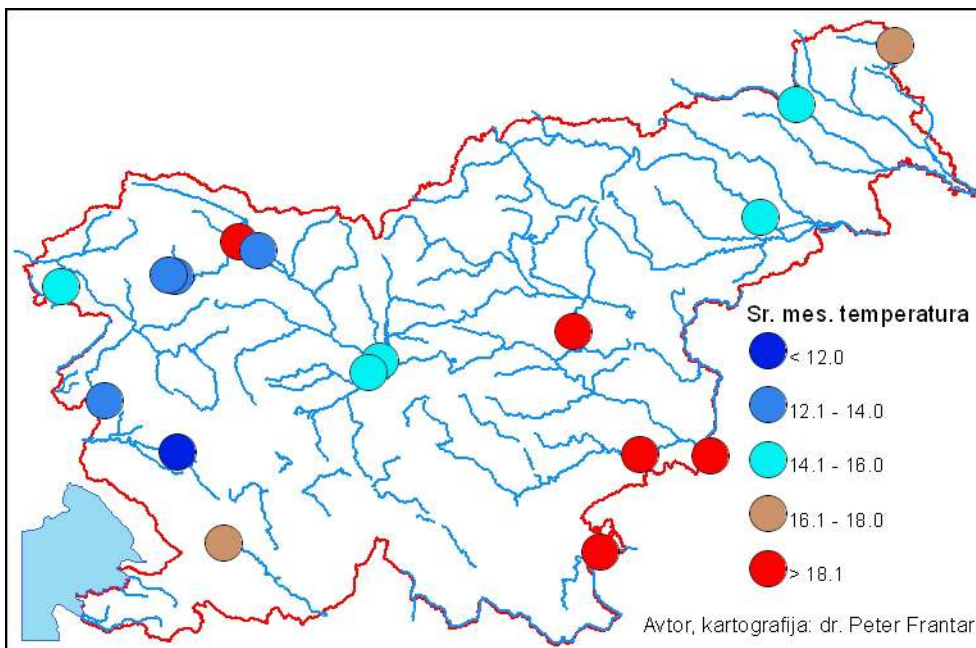 Sr. mes. temperatura
< 12.0
12.1 - 14.0
14.1 - 16.0
16.1 - 18.0
> 18.1
Avtor, kartografija: dr. Peter Frantar